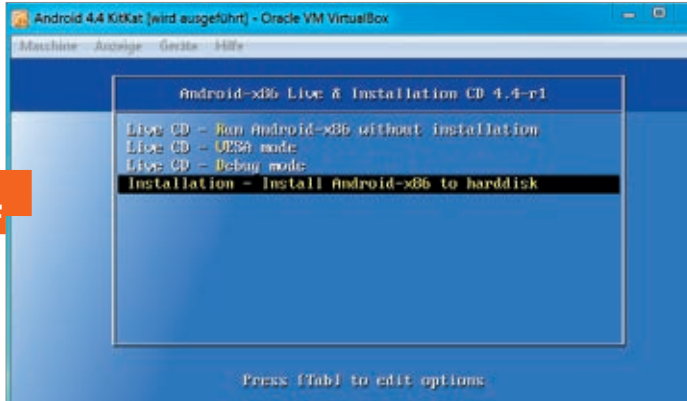 Android 4.4 KitKat [wird ausgeführt] - Oracle VM VirtualBox
Maschine Anzeige Geräte Hilfe
Android-x86 Live & Installation CD 4.4-r1
Live CD - Run Android-x86 without installation
Live CD - VESA mode
Live CD - Debug mode
Installation - Install Android-x86 to harddisk
Press [Tab] to edit options